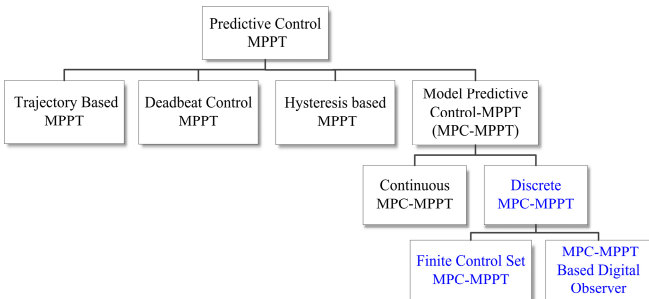 Predictive Control
MPPT
Trajectory Based
MPPT
Deadbeat Control
MPPT
Hysteresis based
MPPT
Model Predictive
Control-MPPT
(MPC-MPPT)
Continuous
MPC-MPPT
Discrete
MPC-MPPT
Finite Control Set
MPC-MPPT
MPC-MPPT
Based Digital
Observer